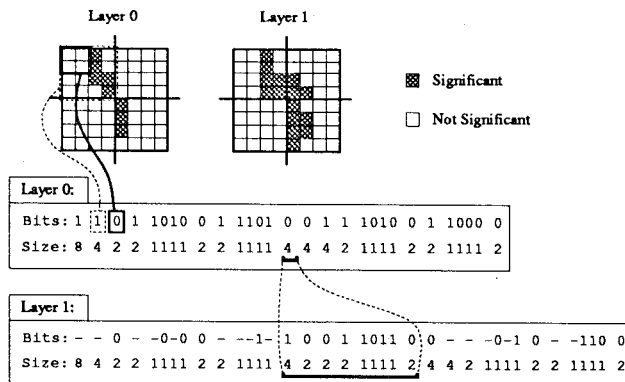 Layer 0
Layer 1
Significant
Not Significant
Layer 0:
Bits: 1 1 0 1 1010 0 1 1101 0 0 1 1 1010 0 1 1000 0
Size: 8 4 2 2 1111 2 2 1111 4 4 4 2 1111 2 2 1111 2
Layer 1:
Bits: - - 0 - -0-0 0 - --1- 1 0 0 1 1011 0 0 - - -0-1 0 - -110 0
Size: 8 4 2 2 1111 2 2 1111 4 2 2 2 1111 2 4 4 2 1111 2 2 1111 2